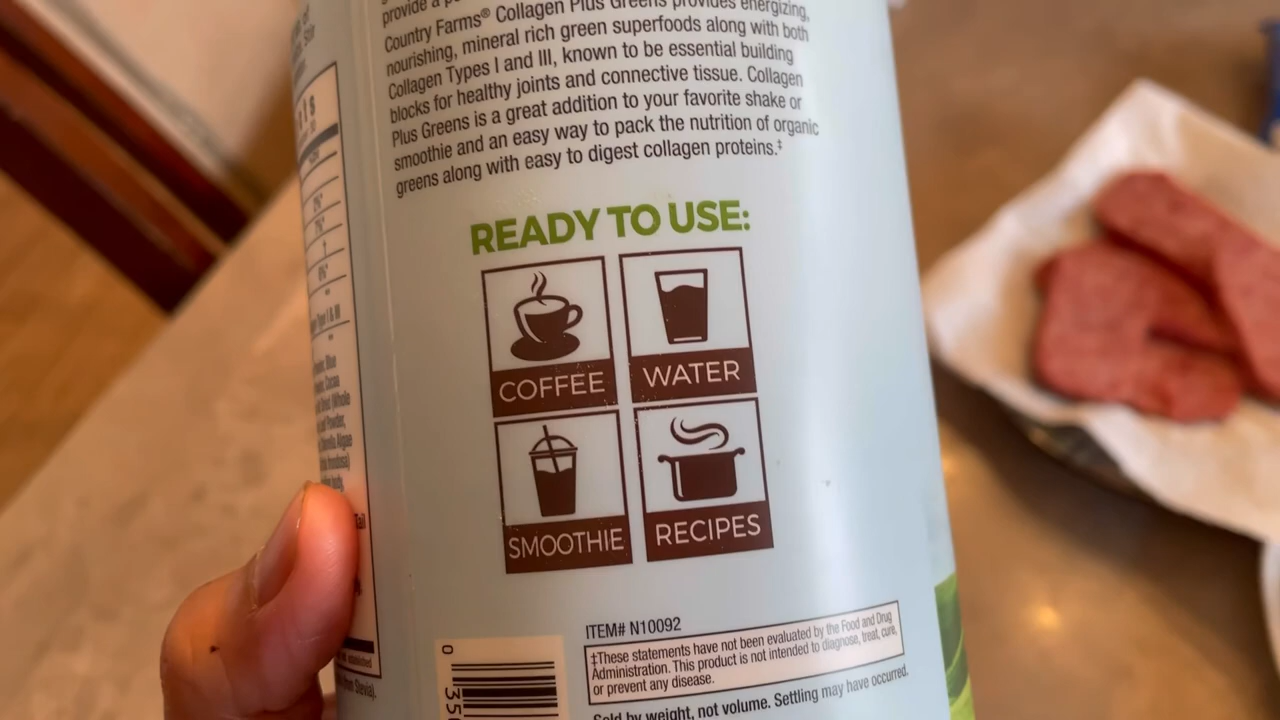 provide a
Country Farms® Collagen Plus Greens provides energizing,
nourishing, mineral rich green superfoods along with both
Collagen Types I and III, known to be essential building
blocks for healthy joints and connective tissue. Collagen
Plus Greens is a great addition to your favorite shake or
smoothie and an easy way to pack the nutrition of organic
greens along with easy to digest collagen proteins.‡
READY TO USE:
COFFEE
WATER
SMOOTHIE
RECIPES
ITEM# N10092
‡These statements have not been evaluated by the Food and Drug
Administration. This product is not intended to diagnose, treat, cure,
or prevent any disease.
Sold by weight, not volume. Settling may have occurred.
0